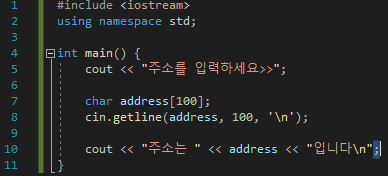 1 #include <iostream>
2 using namespace std;
3
4 int main() {
5 cout << "주소를 입력하세요>>";
6
7 char address[100];
8 cin.getline(address, 100, '\n');
9
10 cout << "주소는 " << address << "입니다\n";
11 }